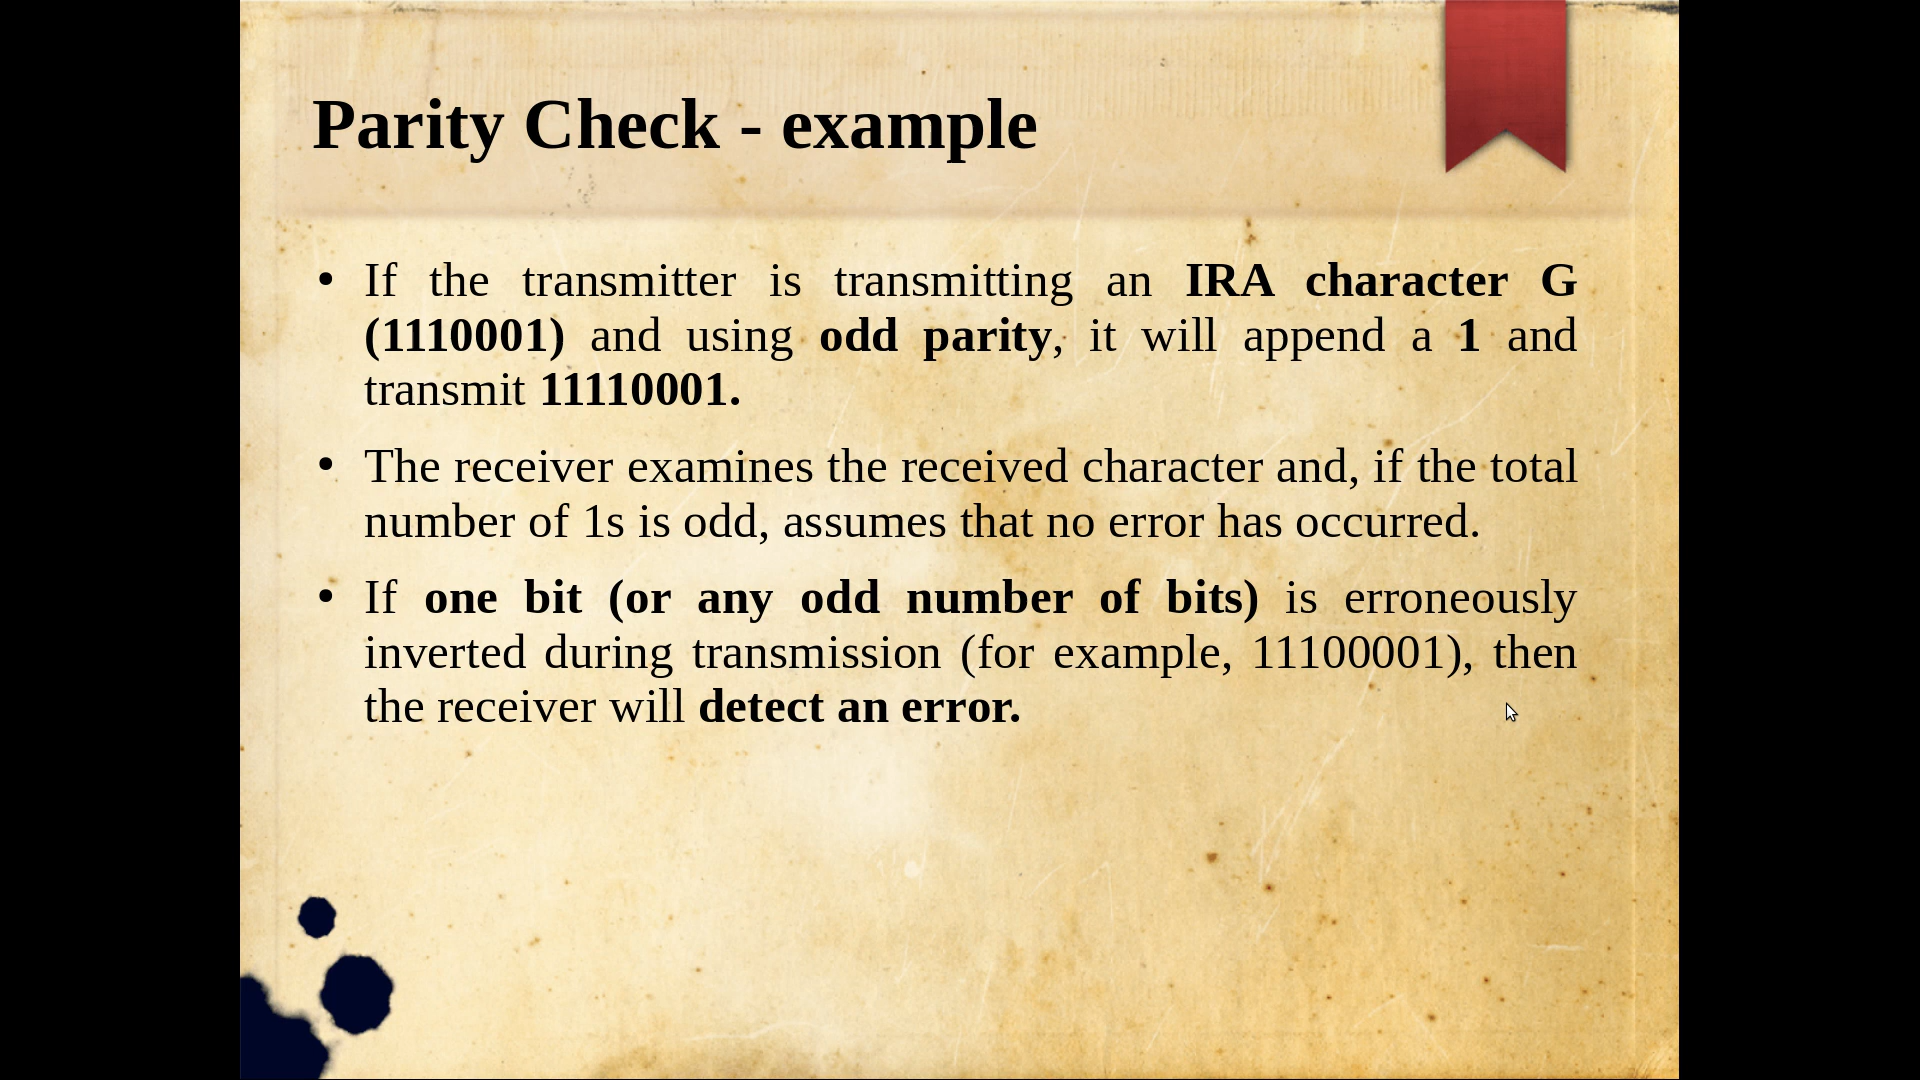 Parity Check - example
• If the transmitter is transmitting an IRA character G
(1110001) and using odd parity, it will append a 1 and
transmit 11110001.
• The receiver examines the received character and, if the total
number of 1s is odd, assumes that no error has occurred.
• If one bit (or any odd number of bits) is erroneously
inverted during transmission (for example, 11100001), then
the receiver will detect an error.